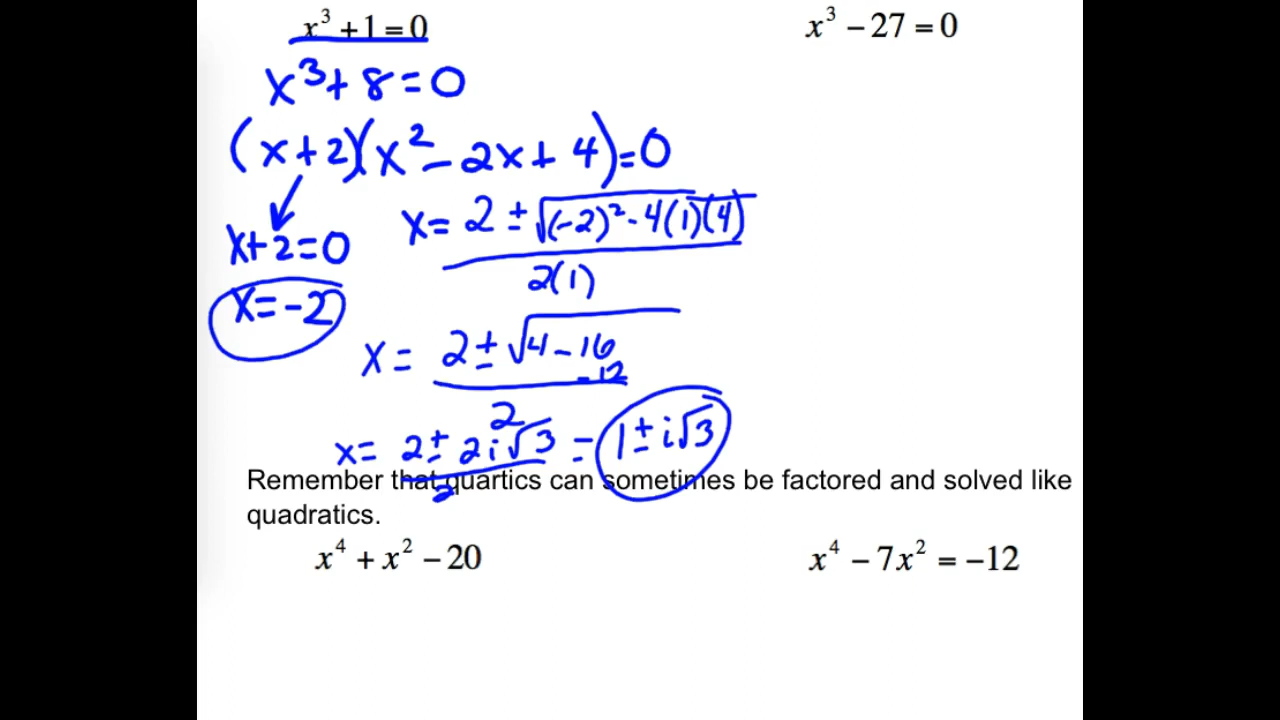 x³ + 1 = 0
x³ − 27 = 0
x³ + 8 = 0
(x + 2)(x² − 2x + 4) = 0
x + 2 = 0
x = −2
x = 2 ± √(−2)² - 4(1)(4)
2(1)
x = 2 ± √4 − 16
−12
2
x = 2 ± 2i√3 = 1 ± i√3
2
Remember that quartics can sometimes be factored and solved like
quadratics.
x⁴ + x² − 20
x⁴ − 7x² = −12